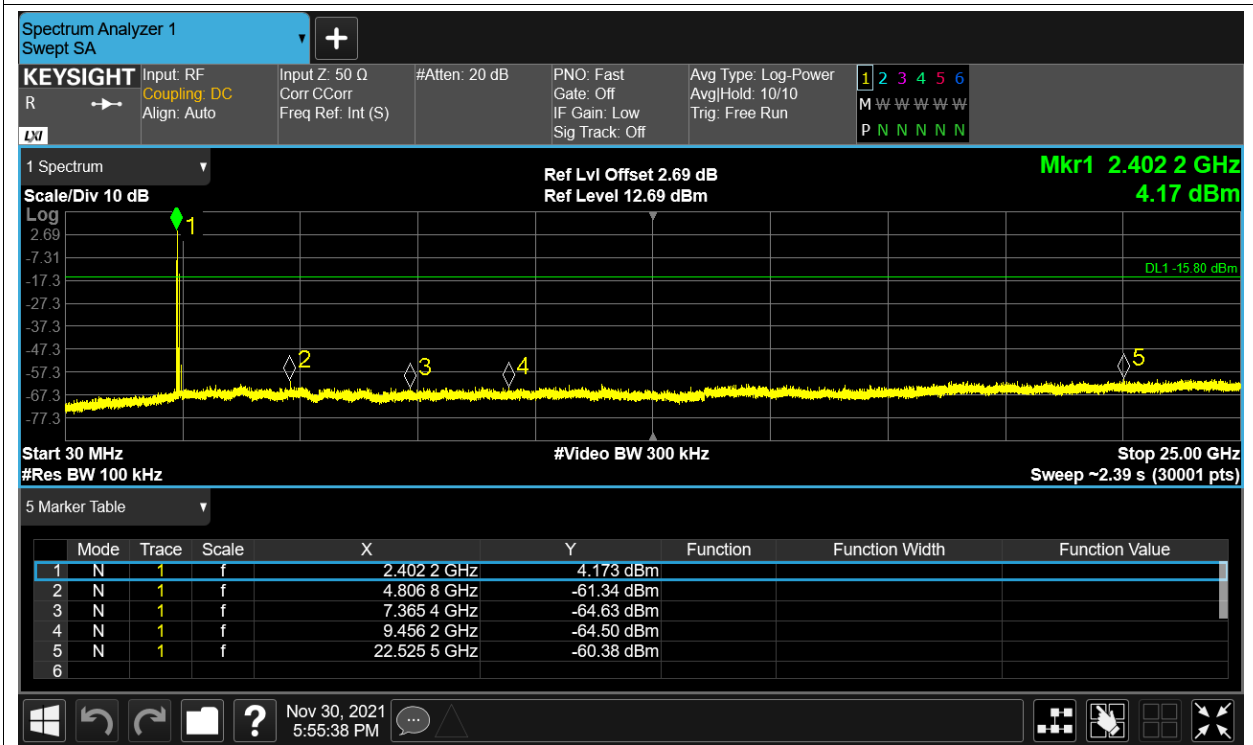 Spectrum Analyzer 1
Swept SA
KEYSIGHT
R
LXI
Input: RF
Coupling: DC
Align: Auto
Input Z: 50 Ω
Corr CCorr
Freq Ref: Int (S)
#Atten: 20 dB
PNO: Fast
Gate: Off
IF Gain: Low
Sig Track: Off
Avg Type: Log-Power
Avg|Hold: 10/10
Trig: Free Run
1 2 3 4 5 6
M W W W W W
P N N N N N
1 Spectrum
Scale/Div 10 dB
Ref Lvl Offset 2.69 dB
Ref Level 12.69 dBm
Mkr1 2.402 2 GHz
4.17 dBm
Log
2.69
-7.31
-17.3
-27.3
-37.3
-47.3
-57.3
-67.3
-77.3
DL1 -15.80 dBm
1
2
3
4
5
Start 30 MHz
#Video BW 300 kHz
Stop 25.00 GHz
#Res BW 100 kHz
Sweep ~2.39 s (30001 pts)
5 Marker Table
Mode Trace Scale X Y Function Function Width Function Value
1 N 1 f 2.402 2 GHz 4.173 dBm
2 N 1 f 4.806 8 GHz -61.34 dBm
3 N 1 f 7.365 4 GHz -64.63 dBm
4 N 1 f 9.456 2 GHz -64.50 dBm
5 N 1 f 22.525 5 GHz -60.38 dBm
6
?
Nov 30, 2021
5:55:38 PM